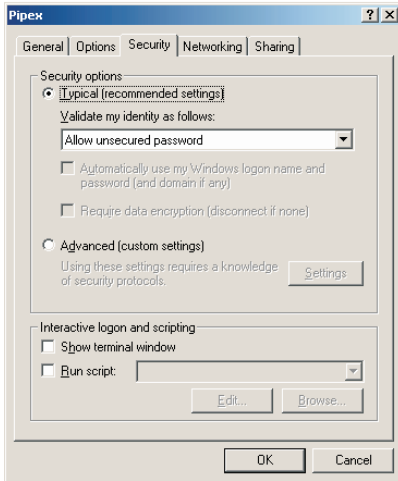 Pipex
General Options Security Networking Sharing
Security options
Typical (recommended settings)
Validate my identity as follows:
Allow unsecured password
Automatically use my Windows logon name and
password (and domain if any)
Require data encryption (disconnect if none)
Advanced (custom settings)
Using these settings requires a knowledge
of security protocols.
Settings
Interactive logon and scripting
Show terminal window
Run script:
Edit... Browse...
OK Cancel